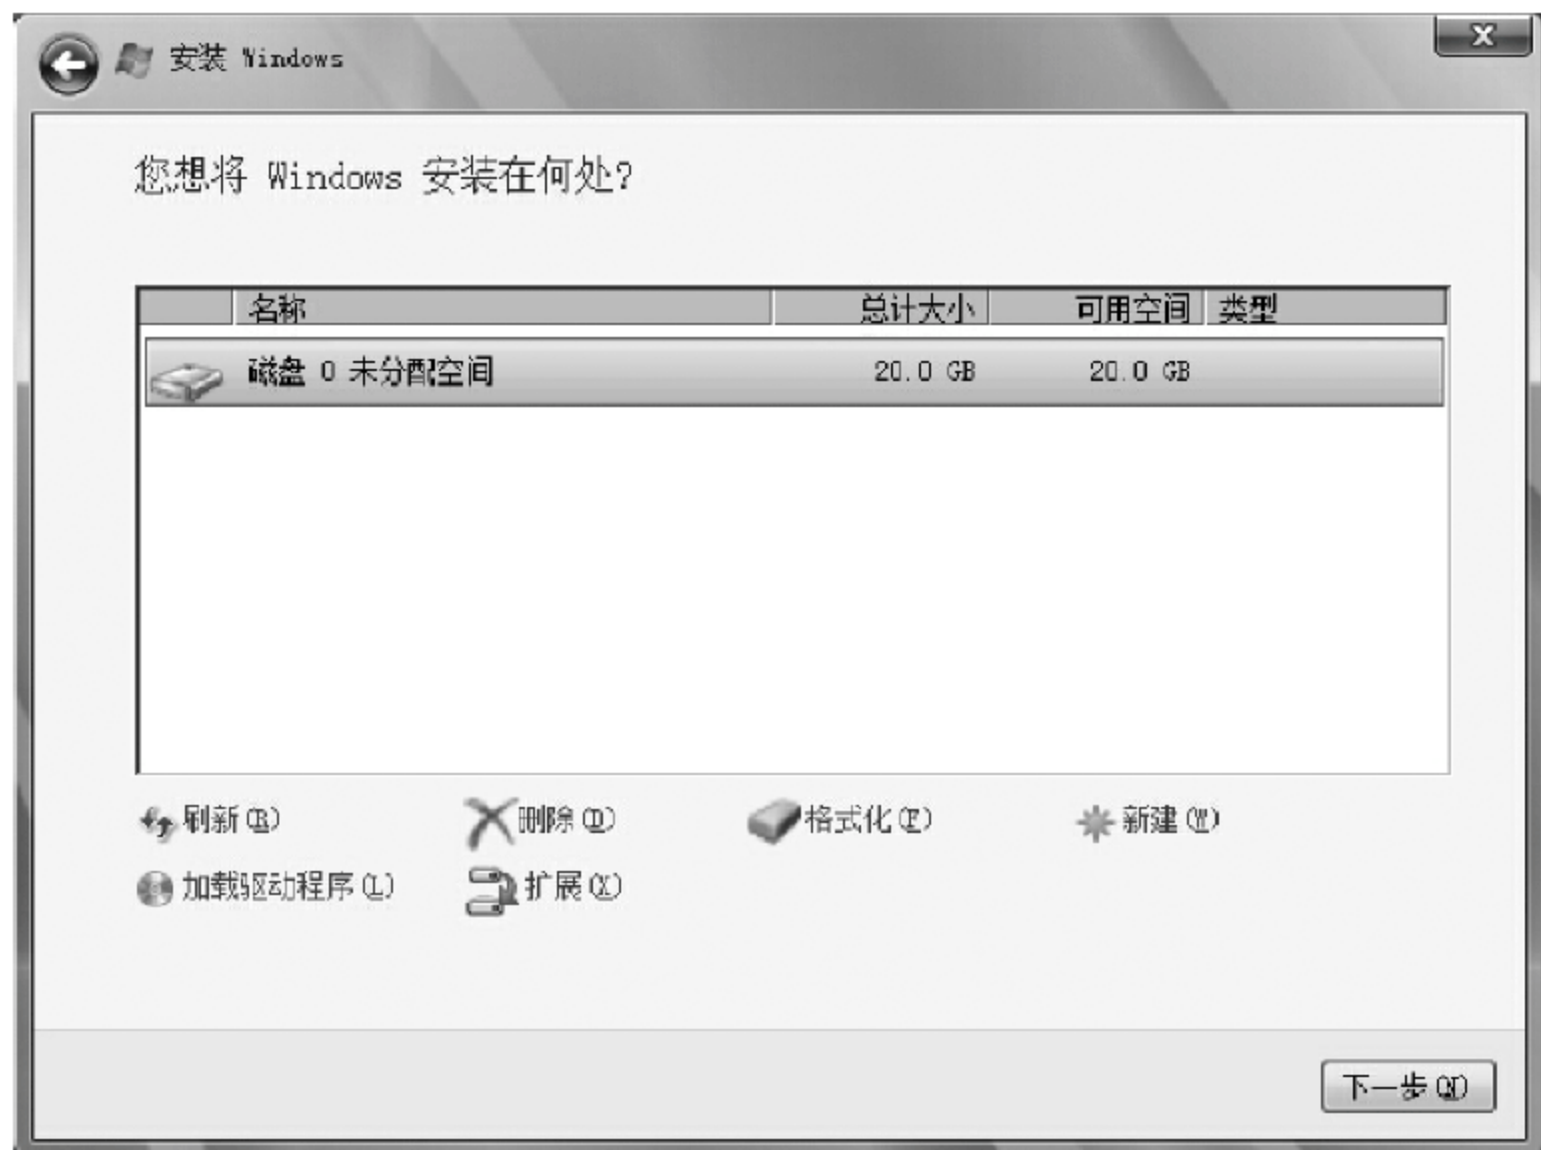 安装 Windows
X
您想将 Windows 安装在何处?
名称 总计大小 可用空间 类型
磁盘 0 未分配空间 20.0 GB 20.0 GB
刷新(R) 删除(D) 格式化(F) 新建(W)
加载驱动程序(L) 扩展(X)
下一步(N)